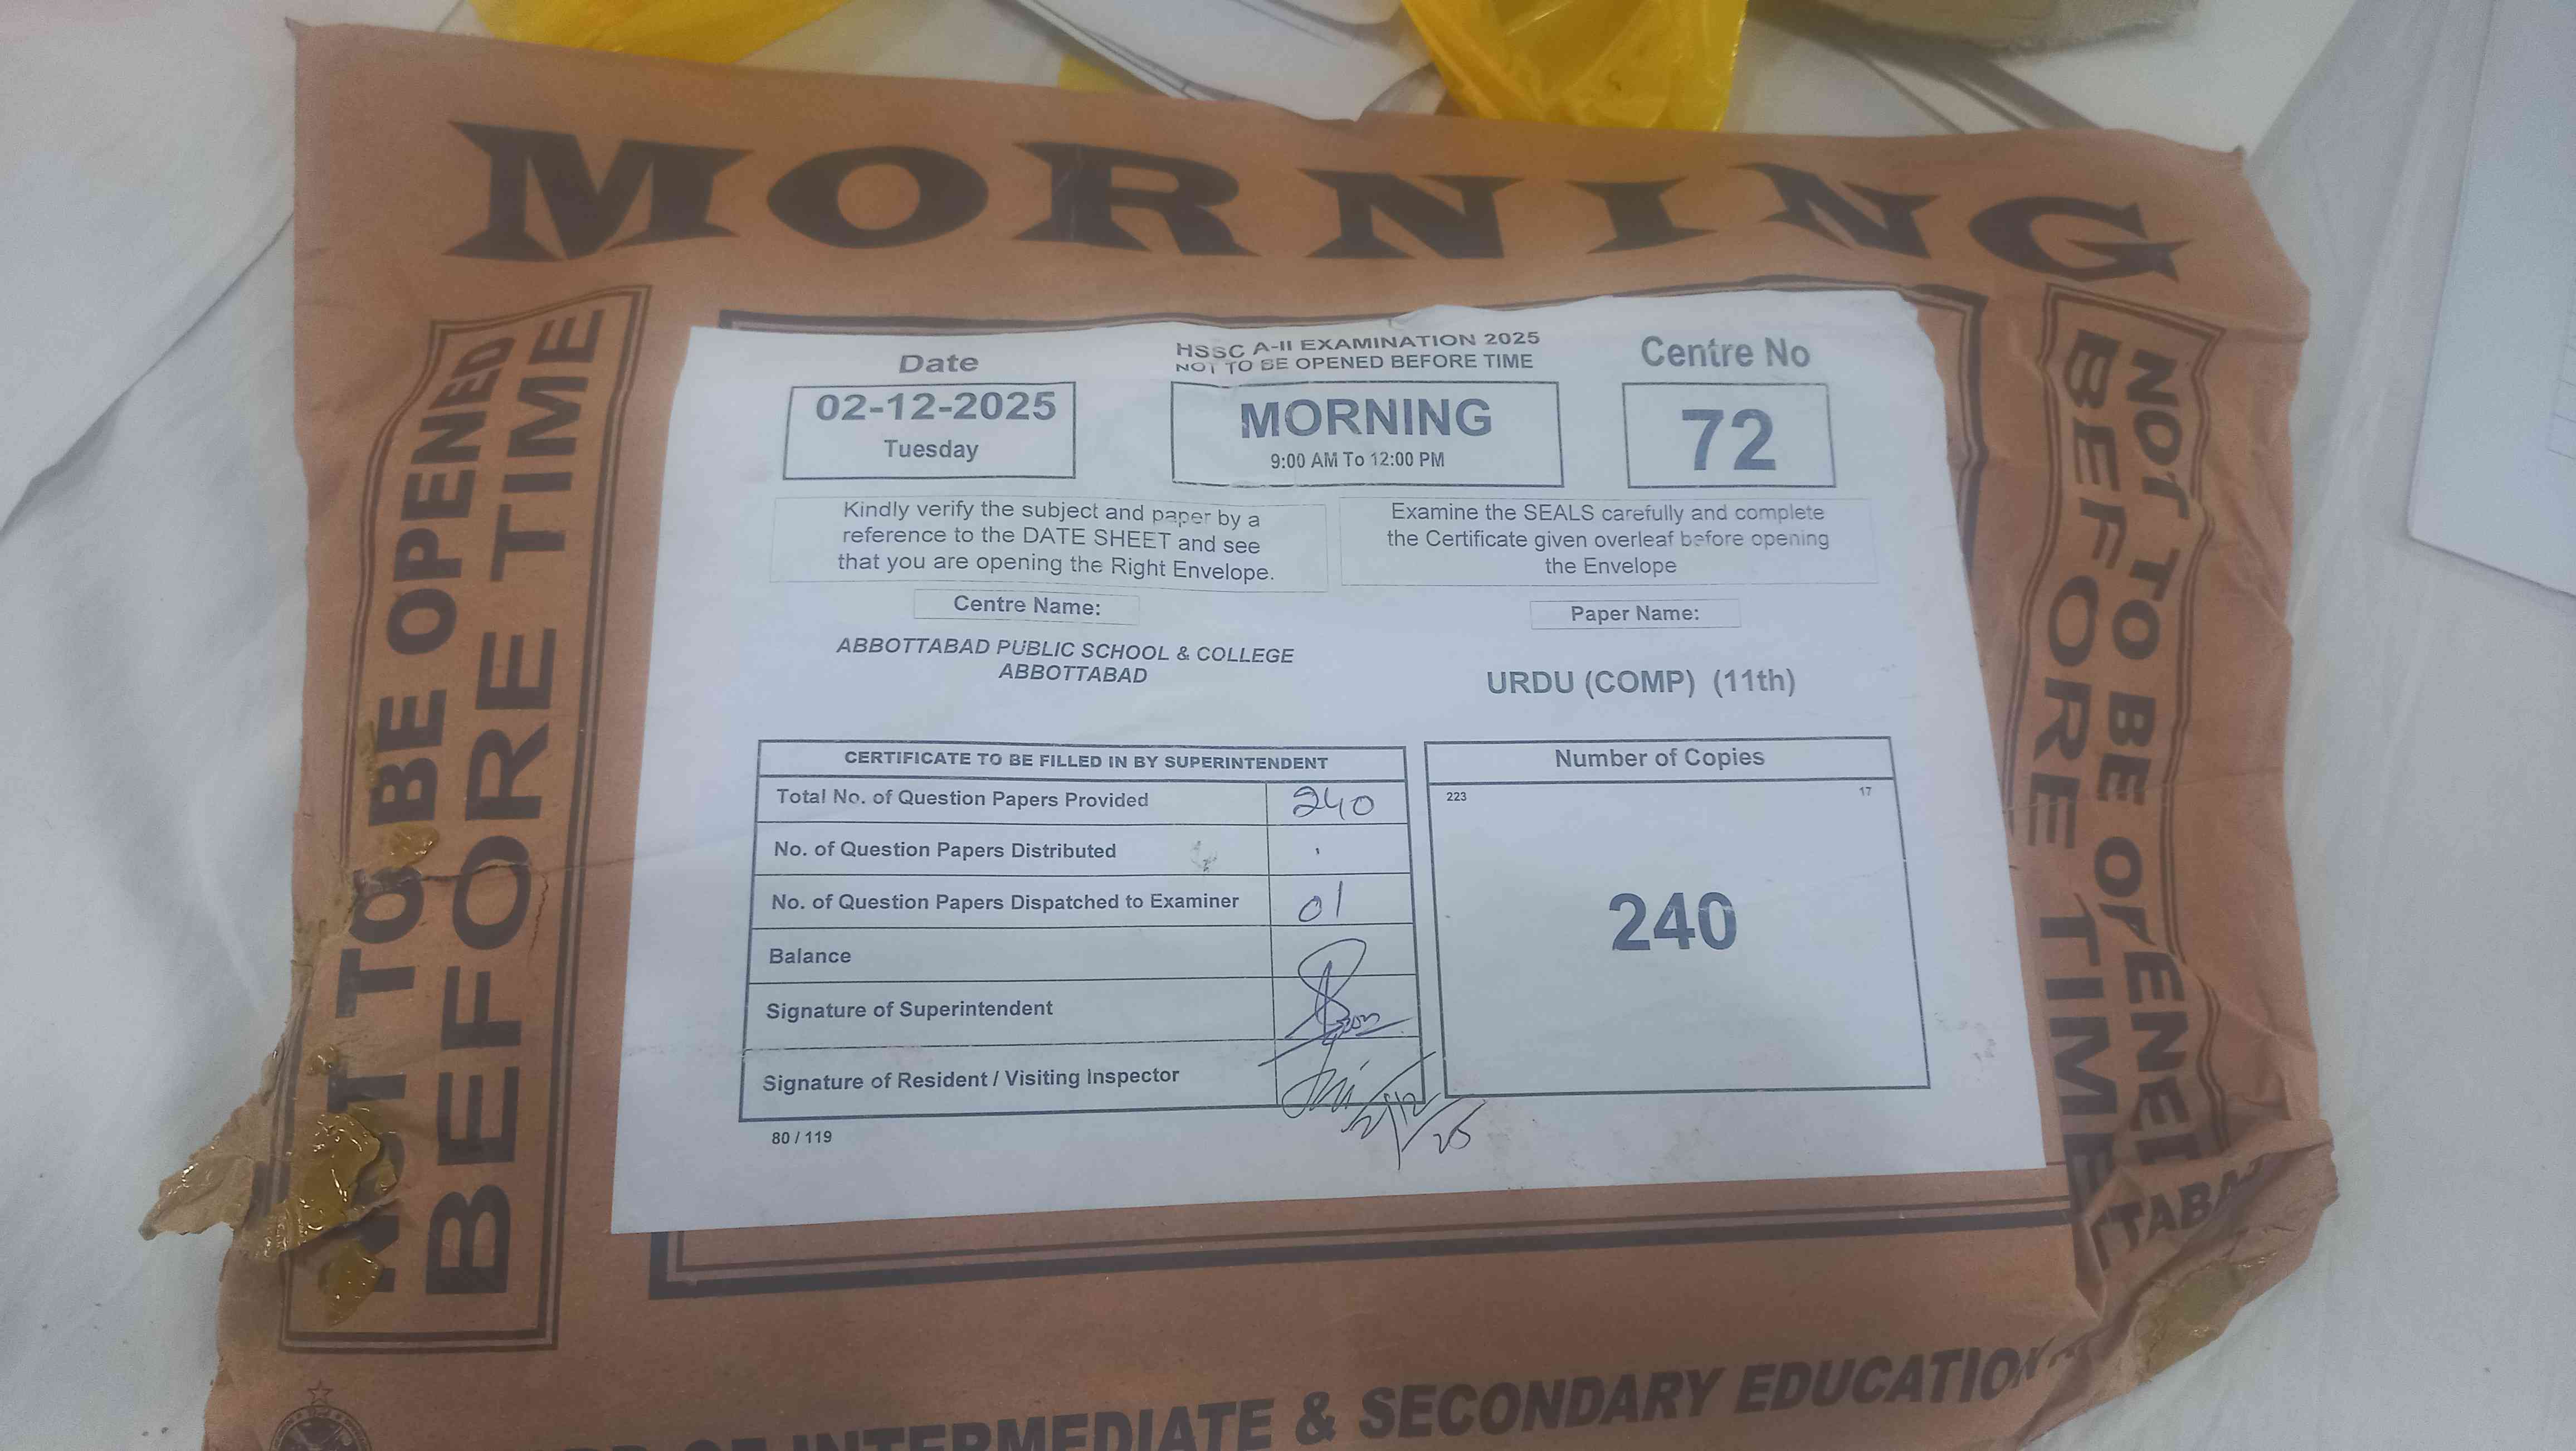 MORNING
NOT TO BE OPENED
BEFORE TIME
NOT TO BE OPENED
BEFORE TIME
HSSC A-II EXAMINATION 2025
NOT TO BE OPENED BEFORE TIME
Date
02-12-2025
Tuesday
MORNING
9:00 AM To 12:00 PM
Centre No
72
Kindly verify the subject and paper by a
reference to the DATE SHEET and see
that you are opening the Right Envelope.
Examine the SEALS carefully and complete
the Certificate given overleaf before opening
the Envelope
Centre Name:
ABBOTTABAD PUBLIC SCHOOL & COLLEGE
ABBOTTABAD
Paper Name:
URDU (COMP) (11th)
CERTIFICATE TO BE FILLED IN BY SUPERINTENDENT
Total No. of Question Papers Provided 240
No. of Question Papers Distributed
No. of Question Papers Dispatched to Examiner 01
Balance
Signature of Superintendent
Signature of Resident / Visiting Inspector
2/12/25
80 / 119
Number of Copies
223 17
240
INTERMEDIATE & SECONDARY EDUCATION
TTABA